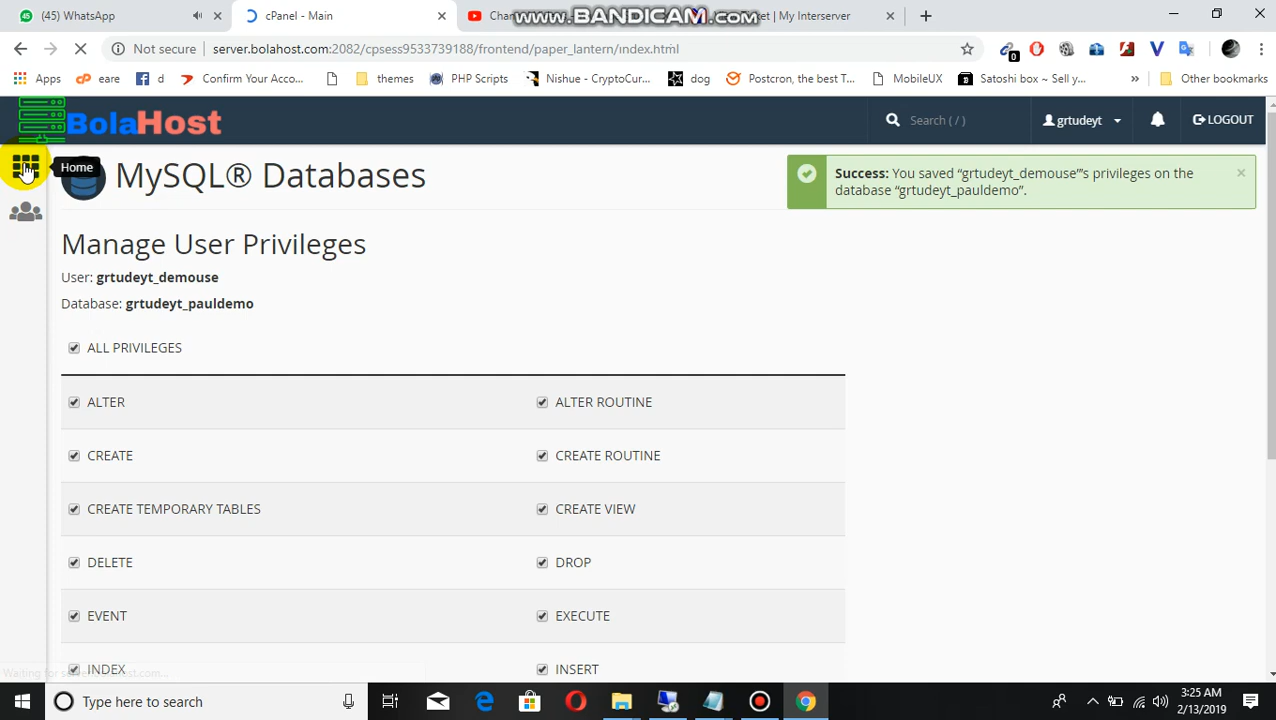 (45) WhatsApp
cPanel - Main
www.BANDICAM.com
My Interserver
Not secure
server.bolahost.com:2082/cpsess9533739188/frontend/paper_lantern/index.html
0
Apps
eare
d
Confirm Your Acco...
themes
PHP Scripts
Nishue - CryptoCur...
dog
Postcron, the best T...
MobileUX
Satoshi box ~ Sell y...
»
Other bookmarks
BolaHost
Search ( / )
grtudeyt
LOGOUT
Home
MySQL® Databases
Success: You saved “grtudeyt_demouse”’s privileges on the
database “grtudeyt_pauldemo”.
×
Manage User Privileges
User: grtudeyt_demouse
Database: grtudeyt_pauldemo
ALL PRIVILEGES
ALTER
ALTER ROUTINE
CREATE
CREATE ROUTINE
CREATE TEMPORARY TABLES
CREATE VIEW
DELETE
DROP
EVENT
EXECUTE
INDEX
INSERT
Type here to search
3:25 AM
2/13/2019